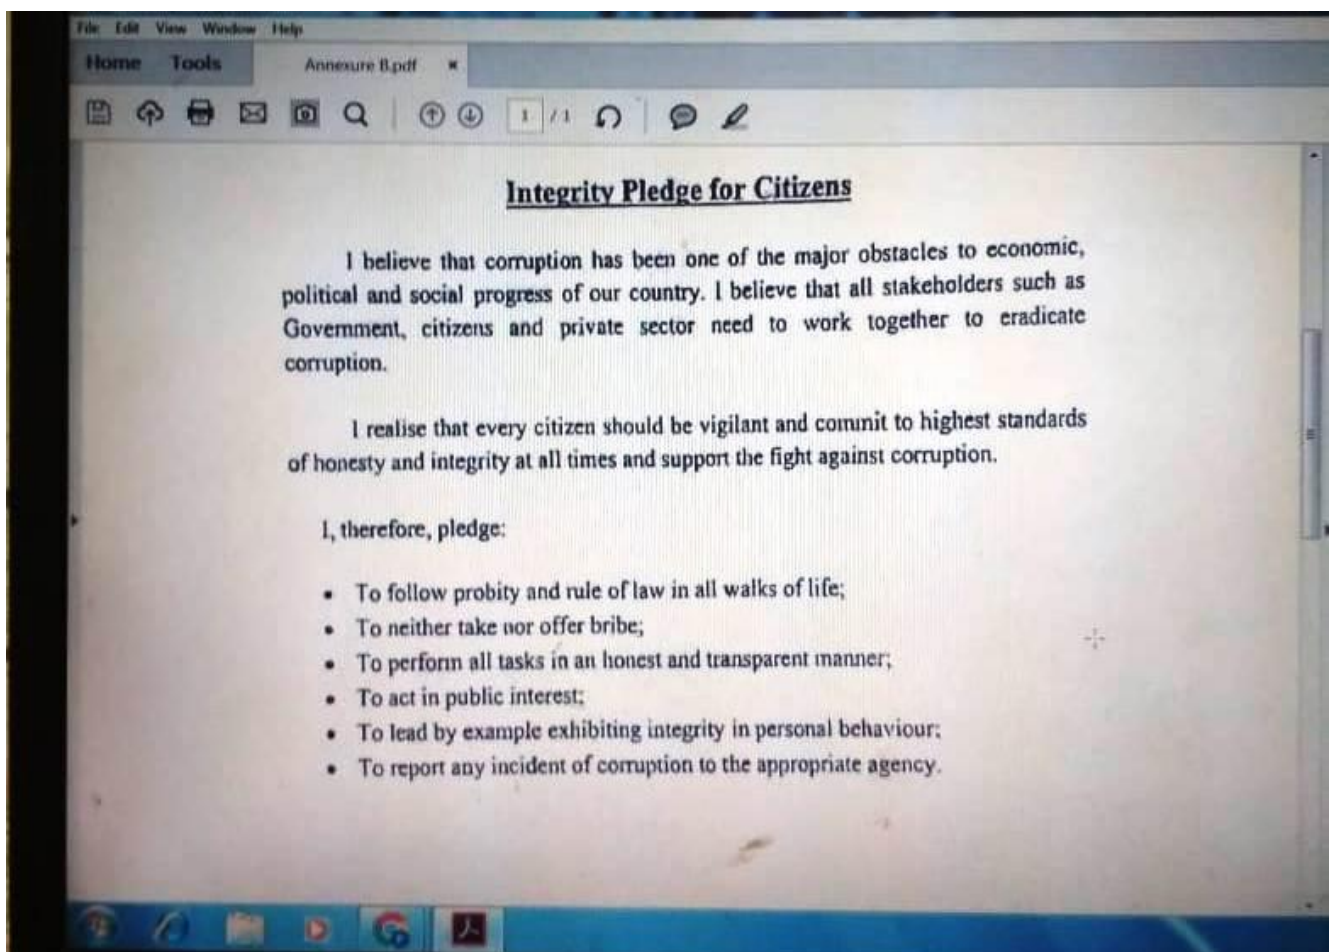 File Edit View Window Help
Home Tools Annexure B.pdf
1 / 1
Integrity Pledge for Citizens
I believe that corruption has been one of the major obstacles to economic,
political and social progress of our country. I believe that all stakeholders such as
Government, citizens and private sector need to work together to eradicate
corruption.
I realise that every citizen should be vigilant and commit to highest standards
of honesty and integrity at all times and support the fight against corruption.
I, therefore, pledge:
• To follow probity and rule of law in all walks of life;
• To neither take nor offer bribe;
• To perform all tasks in an honest and transparent manner;
• To act in public interest;
• To lead by example exhibiting integrity in personal behaviour;
• To report any incident of corruption to the appropriate agency.